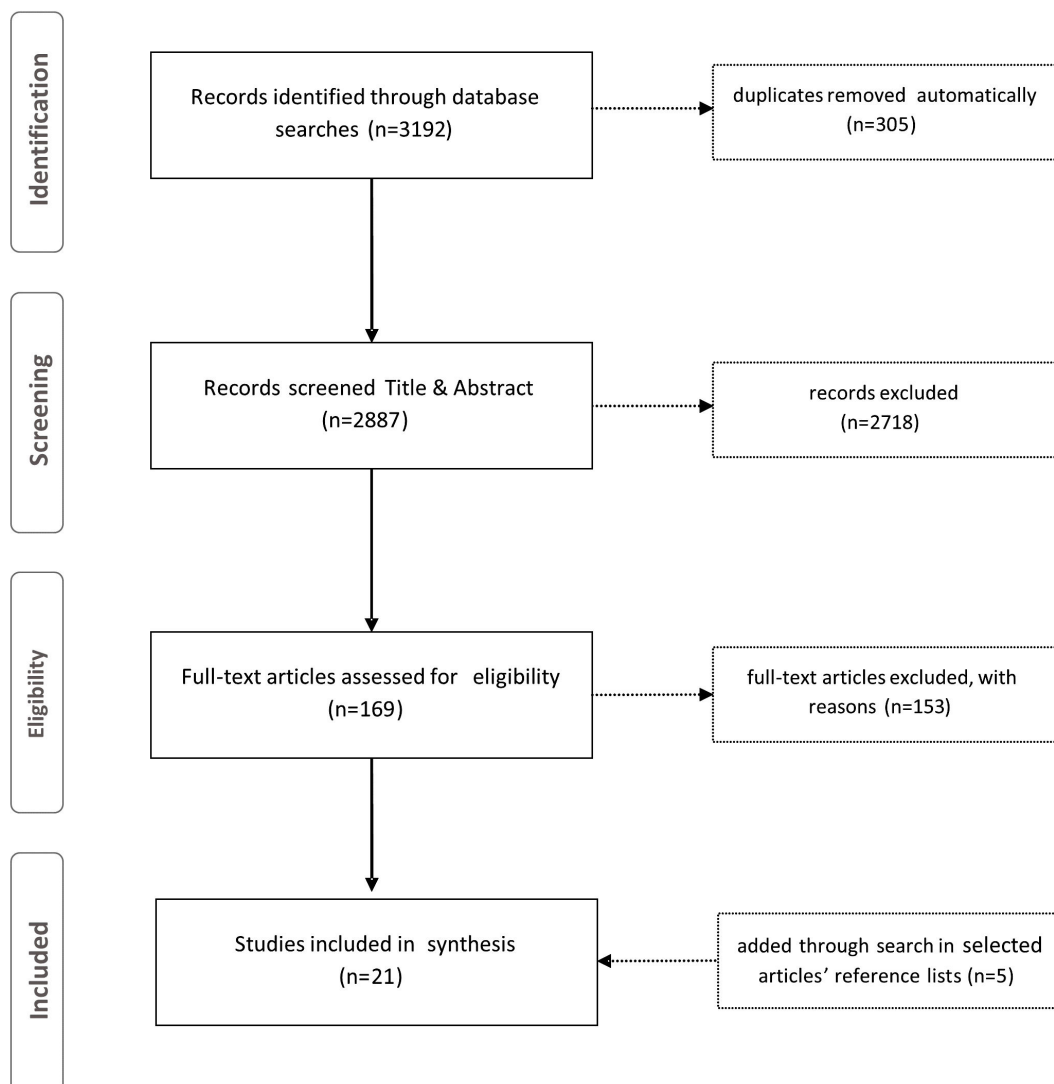 Identification
Records identified through database
searches (n=3192)
duplicates removed automatically
(n=305)
Screening
Records screened Title & Abstract
(n=2887)
records excluded
(n=2718)
Eligibility
Full-text articles assessed for eligibility
(n=169)
full-text articles excluded, with
reasons (n=153)
Included
Studies included in synthesis
(n=21)
added through search in selected
articles’ reference lists (n=5)